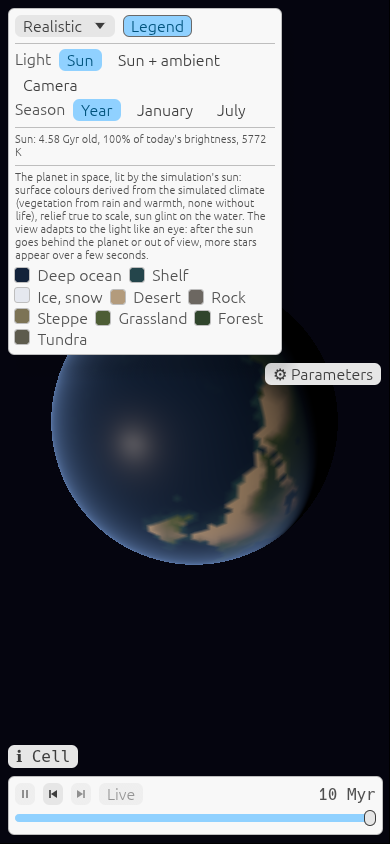 Realistic Legend
Light Sun Sun + ambient
Camera
Season Year January July
Sun: 4.58 Gyr old, 100% of today's brightness, 5772
K
The planet in space, lit by the simulation's sun:
surface colours derived from the simulated climate
(vegetation from rain and warmth, none without
life), relief true to scale, sun glint on the water. The
view adapts to the light like an eye: after the sun
goes behind the planet or out of view, more stars
appear over a few seconds.
Deep ocean Shelf
Ice, snow Desert Rock
Steppe Grassland Forest
Tundra
⚙ Parameters
ℹ Cell
Live 10 Myr